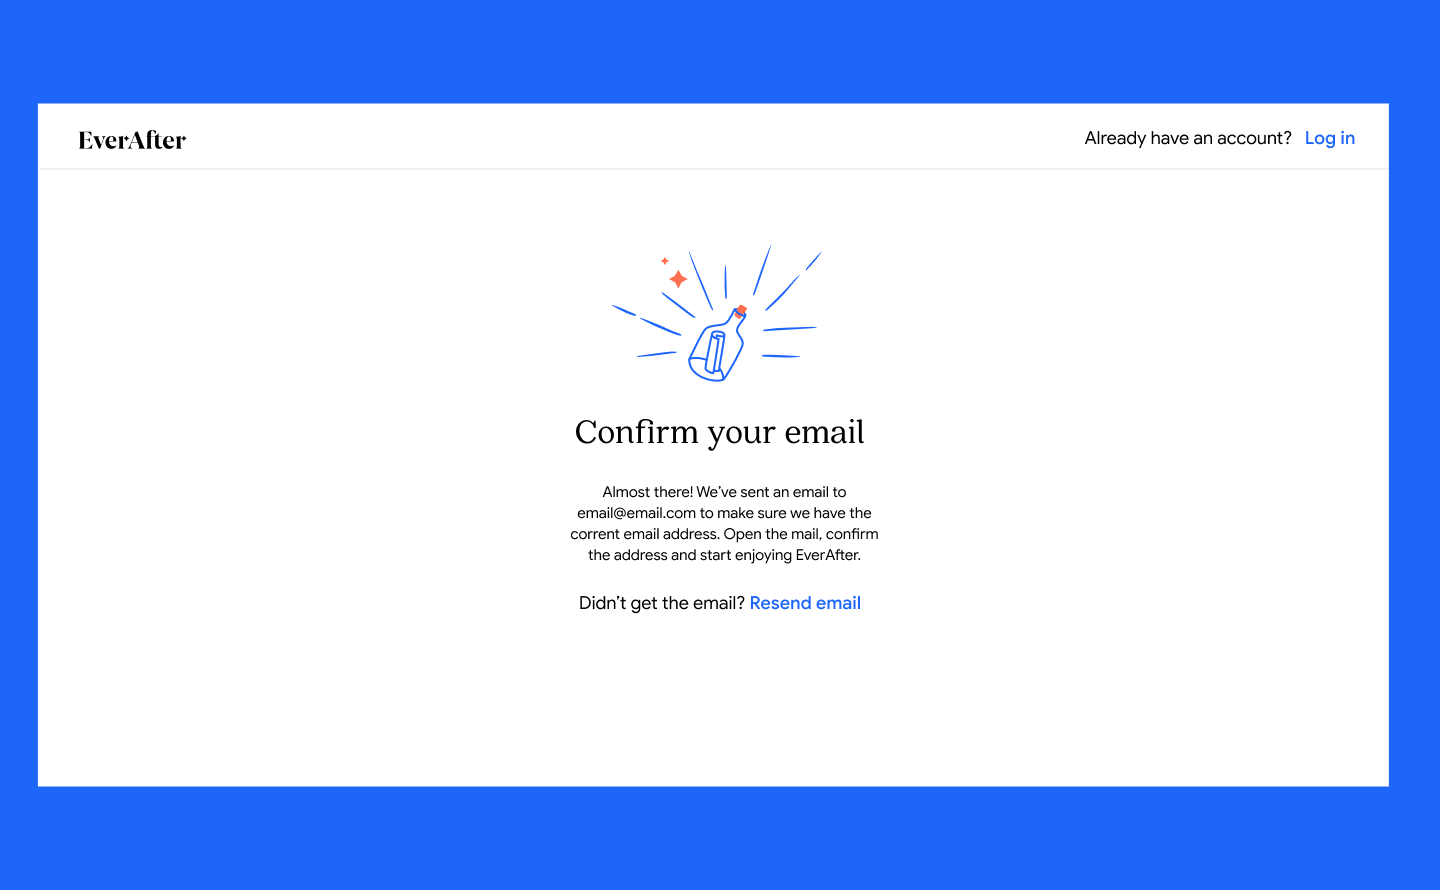 EverAfter
Already have an account? Log in
Confirm your email
Almost there! We’ve sent an email to
email@email.com to make sure we have the
corrent email address. Open the mail, confirm
the address and start enjoying EverAfter.
Didn’t get the email? Resend email